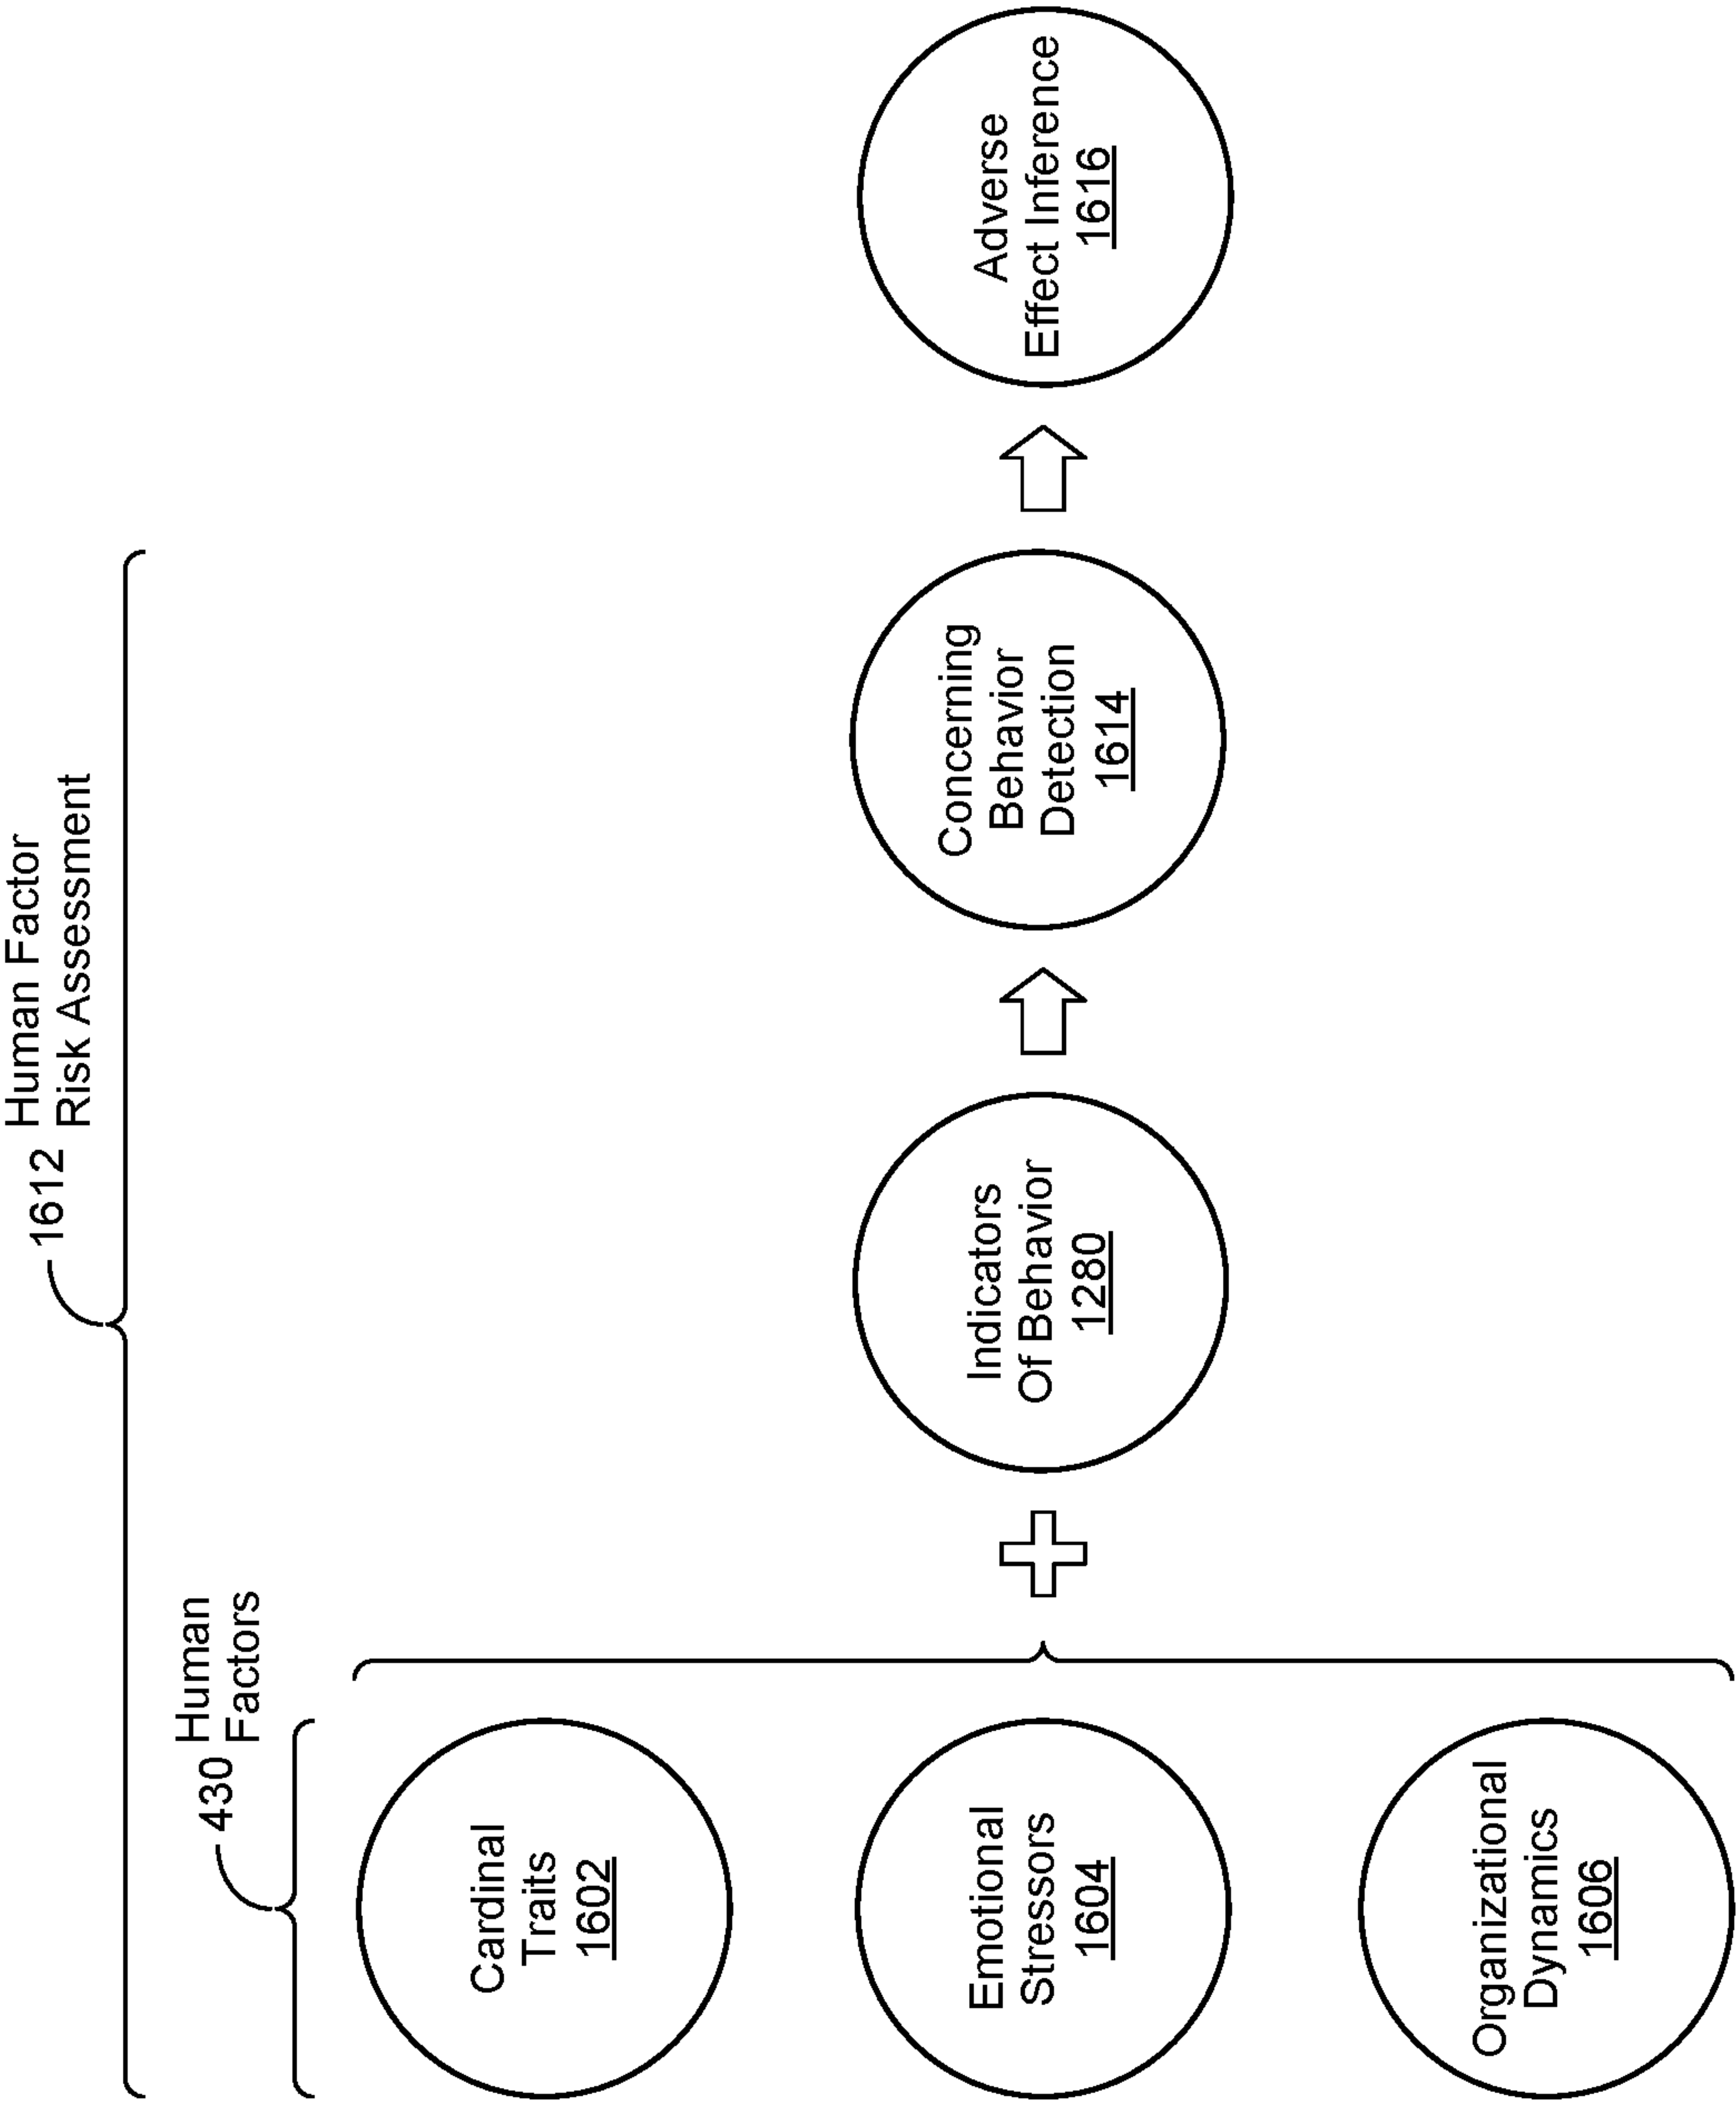 1612 Human Factor
Risk Assessment
430 Human
Factors
Cardinal
Traits
1602
Emotional
Stressors
1604
Organizational
Dynamics
1606
Indicators
Of Behavior
1280
Concerning
Behavior
Detection
1614
Adverse
Effect Inference
1616